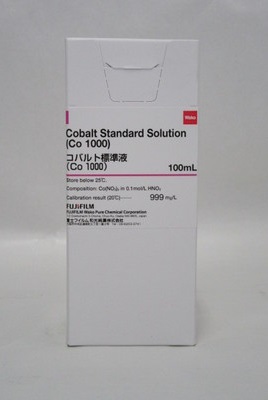 Wako
Cobalt Standard Solution
(Co 1000)
コバルト標準液
(Co 1000)
100mL
Store below 25℃.
Composition: Co(NO₃)₂ in 0.1mol/L HNO₃
Calibration result (20℃)------ 999 mg/L
FUJIFILM
FUJIFILM Wako Pure Chemical Corporation
富士フイルム 和光純薬株式会社